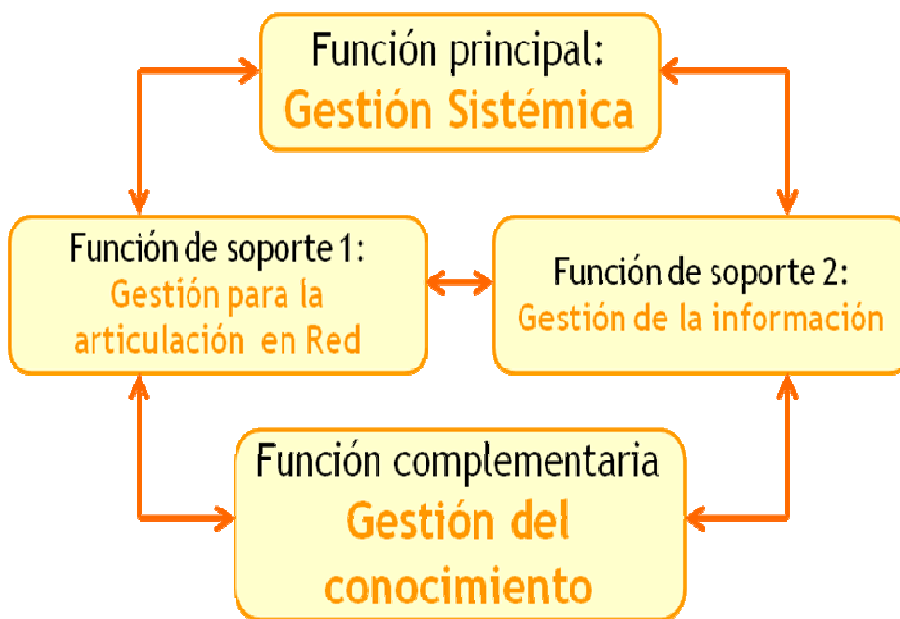 Función principal:
Gestión Sistémica
Función de soporte 1:
Gestión para la
articulación en Red
Función de soporte 2:
Gestión de la información
Función complementaria
Gestión del
conocimiento